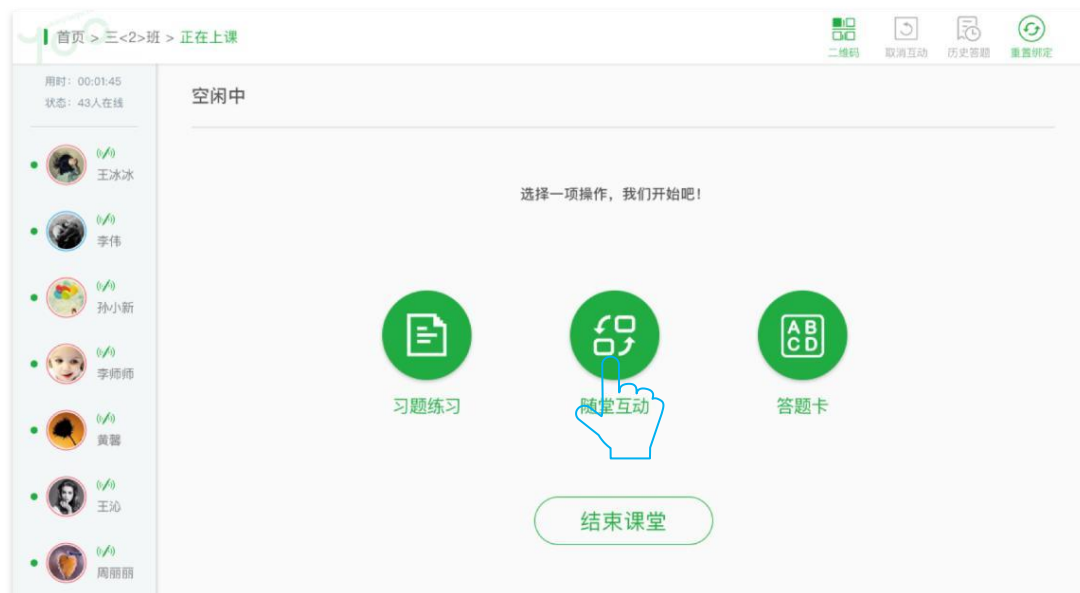 首页 > 三<2>班 > 正在上课
二维码
取消互动
历史答题
重置绑定
用时：00:01:45
状态：43人在线
空闲中
王冰冰
李伟
孙小新
李师师
黄馨
王沁
周丽丽
选择一项操作，我们开始吧！
A B
C D
习题练习
随堂互动
答题卡
结束课堂